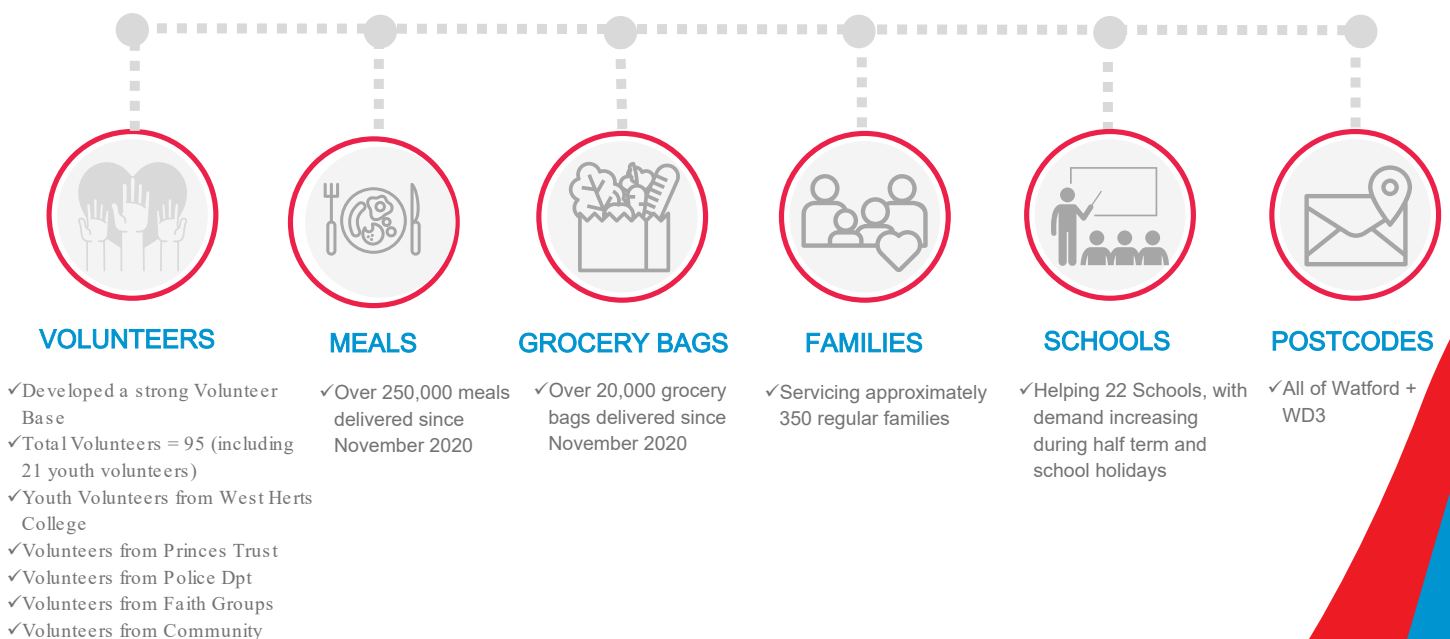 VOLUNTEERS
✓Developed a strong Volunteer
Base
✓Total Volunteers = 95 (including
21 youth volunteers)
✓Youth Volunteers from West Herts
College
✓Volunteers from Princes Trust
✓Volunteers from Police Dpt
✓Volunteers from Faith Groups
✓Volunteers from Community
MEALS
✓Over 250,000 meals
delivered since
November 2020
GROCERY BAGS
✓Over 20,000 grocery
bags delivered since
November 2020
FAMILIES
✓Servicing approximately
350 regular families
SCHOOLS
✓Helping 22 Schools, with
demand increasing
during half term and
school holidays
POSTCODES
✓All of Watford +
WD3